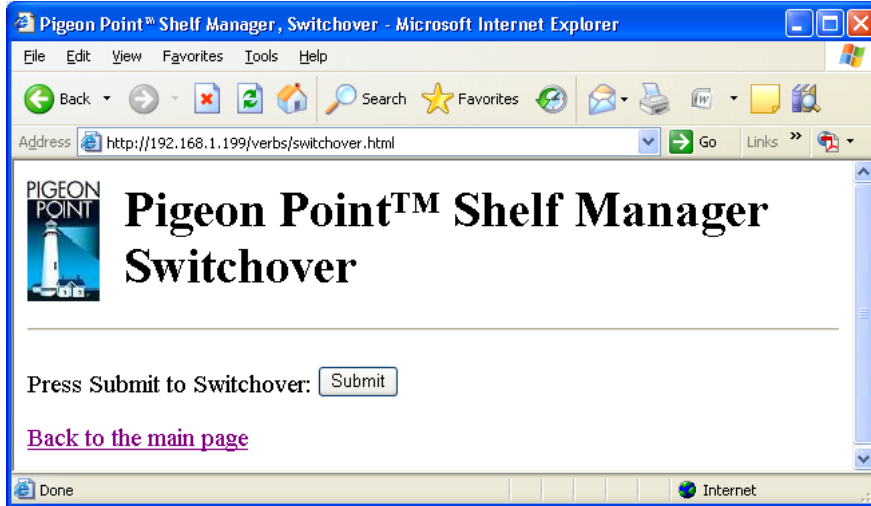 Pigeon Point™ Shelf Manager, Switchover - Microsoft Internet Explorer
File Edit View Favorites Tools Help
Back Search Favorites
Address http://192.168.1.199/verbs/switchover.html Go Links »
PIGEON
POINT
Pigeon Point™ Shelf Manager
Switchover
Press Submit to Switchover: Submit
Back to the main page
Done Internet